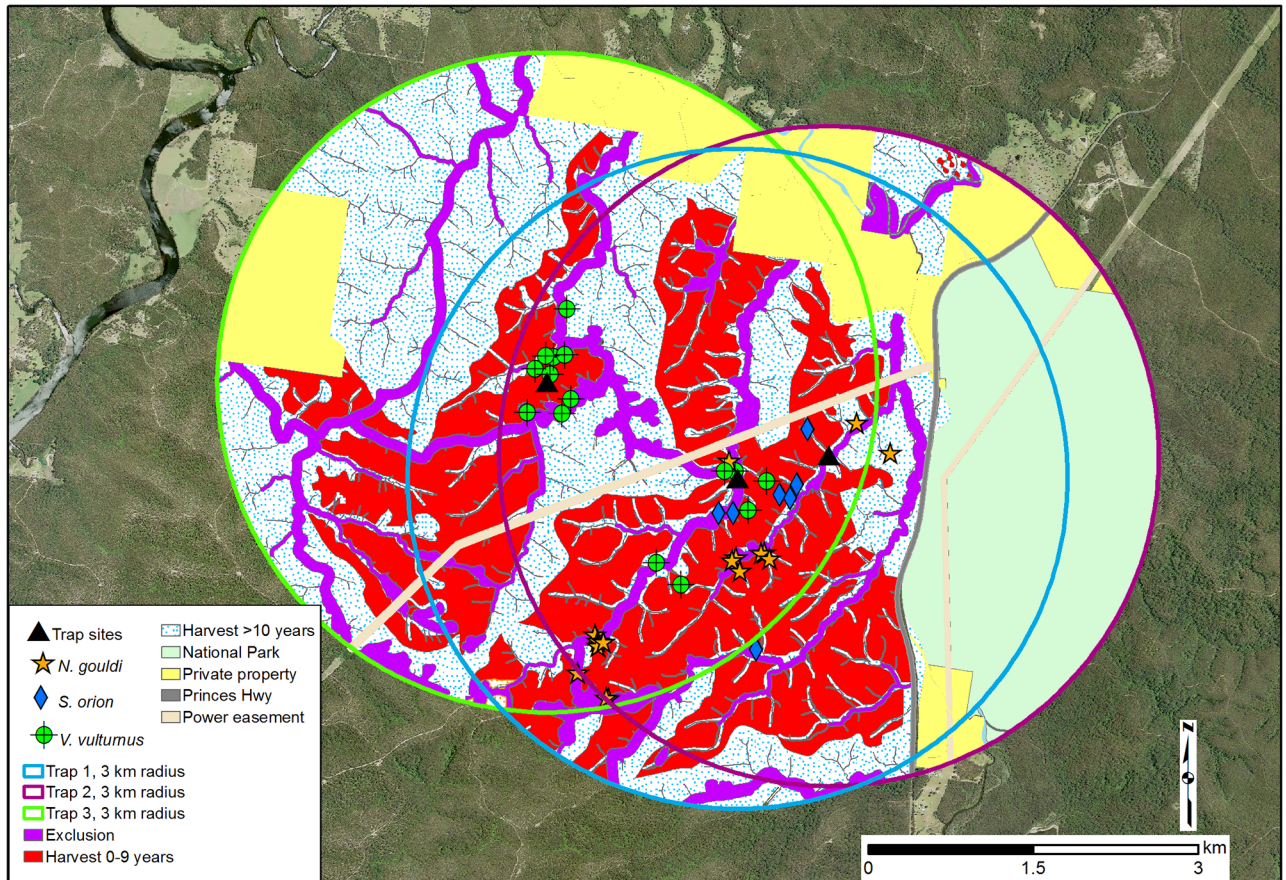 Trap sites
N. gouldi
S. orion
V. vulturnus
Trap 1, 3 km radius
Trap 2, 3 km radius
Trap 3, 3 km radius
Exclusion
Harvest 0-9 years
Harvest >10 years
National Park
Private property
Princes Hwy
Power easement
N
km
0 1.5 3